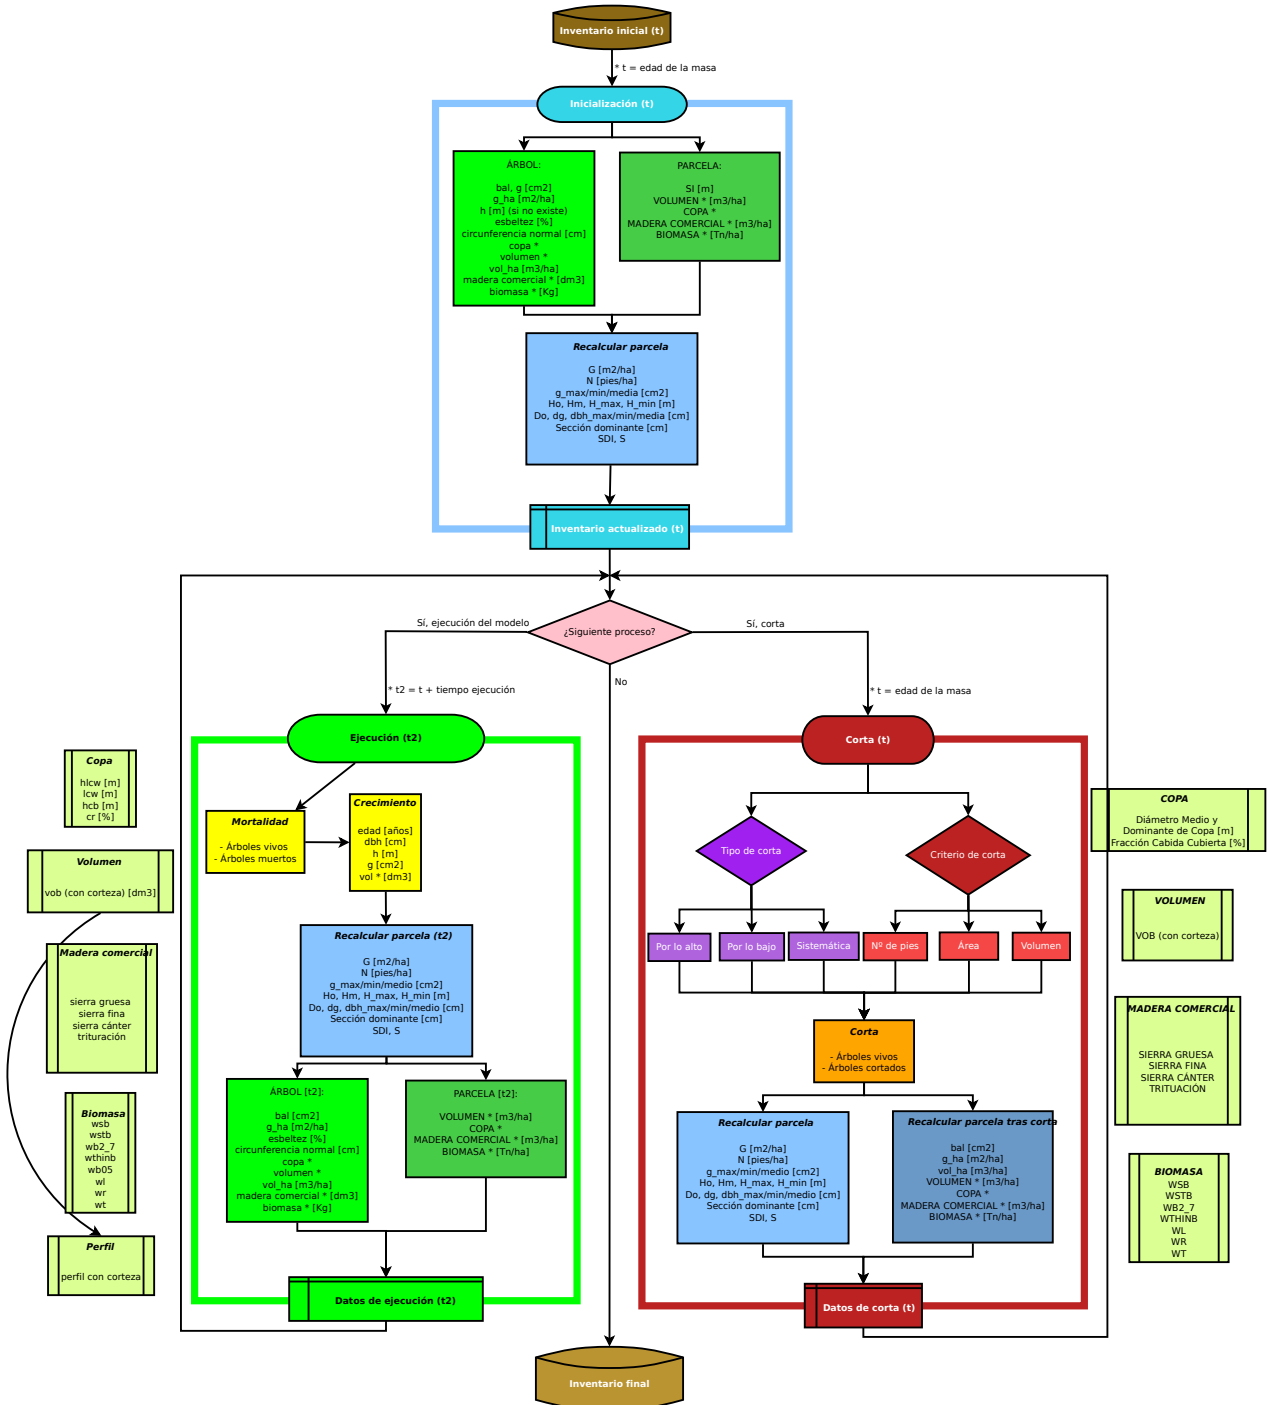 Inventario inicial (t)
* t = edad de la masa
Inicialización (t)
ÁRBOL:
bal, g [cm2]
g_ha [m2/ha]
h [m] (si no existe)
esbeltez [%]
circunferencia normal [cm]
copa *
volumen *
vol_ha [m3/ha]
madera comercial * [dm3]
biomasa * [Kg]
PARCELA:
SI [m]
VOLUMEN * [m3/ha]
COPA *
MADERA COMERCIAL * [m3/ha]
BIOMASA * [Tn/ha]
Recalcular parcela
G [m2/ha]
N [pies/ha]
g_max/min/media [cm2]
Ho, Hm, H_max, H_min [m]
Do, dg, dbh_max/min/media [cm]
Sección dominante [cm]
SDI, S
Inventario actualizado (t)
¿Siguiente proceso?
Sí, ejecución del modelo
Sí, corta
No
* t2 = t + tiempo ejecución
* t = edad de la masa
Ejecución (t2)
Mortalidad
- Árboles vivos
- Árboles muertos
Crecimiento
edad [años]
dbh [cm]
h [m]
g [cm2]
vol * [dm3]
Recalcular parcela (t2)
G [m2/ha]
N [pies/ha]
g_max/min/medio [cm2]
Ho, Hm, H_max, H_min [m]
Do, dg, dbh_max/min/medio [cm]
Sección dominante [cm]
SDI, S
ÁRBOL [t2]:
bal [cm2]
g_ha [m2/ha]
esbeltez [%]
circunferencia normal [cm]
copa *
volumen *
vol_ha [m3/ha]
madera comercial * [dm3]
biomasa * [Kg]
PARCELA [t2]:
VOLUMEN * [m3/ha]
COPA *
MADERA COMERCIAL * [m3/ha]
BIOMASA * [Tn/ha]
Datos de ejecución (t2)
Corta (t)
Tipo de corta
Criterio de corta
Por lo alto
Por lo bajo
Sistemática
Nº de pies
Área
Volumen
Corta
- Árboles vivos
- Árboles cortados
Recalcular parcela
G [m2/ha]
N [pies/ha]
g_max/min/medio [cm2]
Ho, Hm, H_max, H_min [m]
Do, dg, dbh_max/min/medio [cm]
Sección dominante [cm]
SDI, S
Recalcular parcela tras corta
bal [cm2]
g_ha [m2/ha]
vol_ha [m3/ha]
VOLUMEN * [m3/ha]
COPA *
MADERA COMERCIAL * [m3/ha]
BIOMASA * [Tn/ha]
Datos de corta (t)
Inventario final
Copa
hlcw [m]
lcw [m]
hcb [m]
cr [%]
Volumen
vob (con corteza) [dm3]
Madera comercial
sierra gruesa
sierra fina
sierra cánter
trituración
Biomasa
wsb
wstb
wb2_7
wthinb
wb05
wl
wr
wt
Perfil
perfil con corteza
COPA
Diámetro Medio y
Dominante de Copa [m]
Fracción Cabida Cubierta [%]
VOLUMEN
VOB (con corteza)
MADERA COMERCIAL
SIERRA GRUESA
SIERRA FINA
SIERRA CÁNTER
TRITUACIÓN
BIOMASA
WSB
WSTB
WB2_7
WTHINB
WL
WR
WT